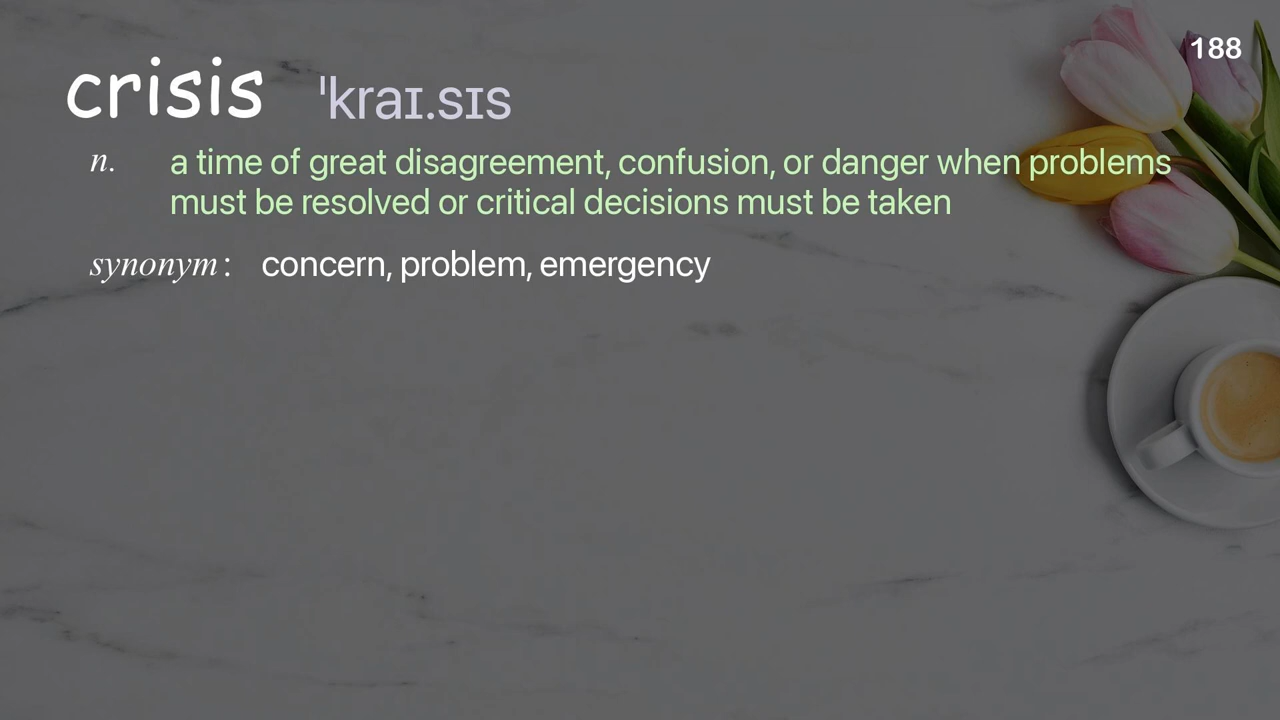 188
crisis ˈkraɪ.sɪs
n. a time of great disagreement, confusion, or danger when problems
must be resolved or critical decisions must be taken
synonym : concern, problem, emergency